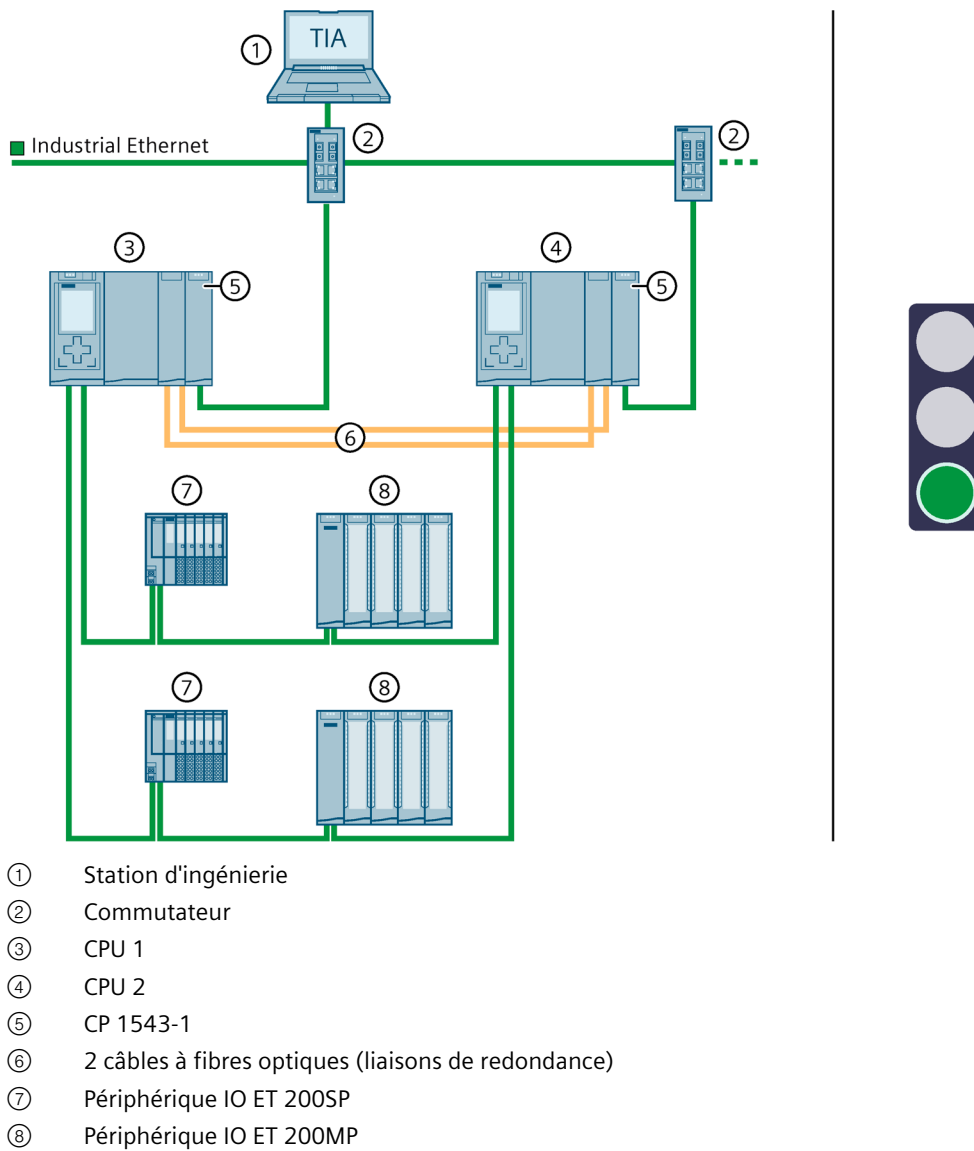 TIA
①
②
②
Industrial Ethernet
③
④
⑤
⑤
⑥
⑦
⑧
⑦
⑧
① Station d'ingénierie
② Commutateur
③ CPU 1
④ CPU 2
⑤ CP 1543-1
⑥ 2 câbles à fibres optiques (liaisons de redondance)
⑦ Périphérique IO ET 200SP
⑧ Périphérique IO ET 200MP